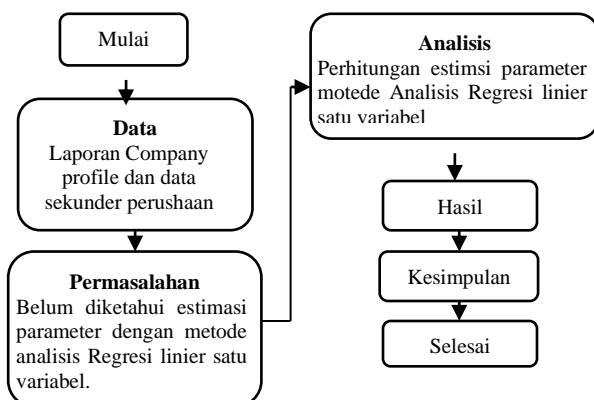 Mulai
Data
Laporan Company
profile dan data
sekunder perushaan
Permasalahan
Belum diketahui estimasi
parameter dengan metode
analisis Regresi linier satu
variabel.
Analisis
Perhitungan estimsi parameter
motede Analisis Regresi linier
satu variabel
Hasil
Kesimpulan
Selesai